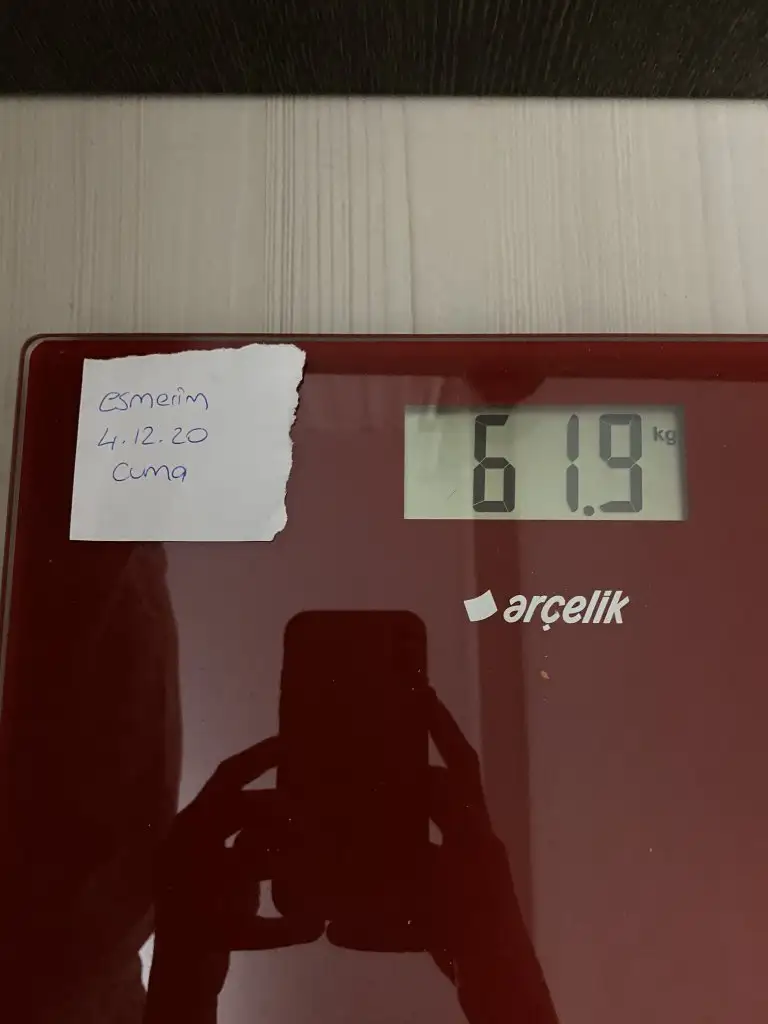 esmerim
4.12.20
Cuma
61.9 kg
arçelik